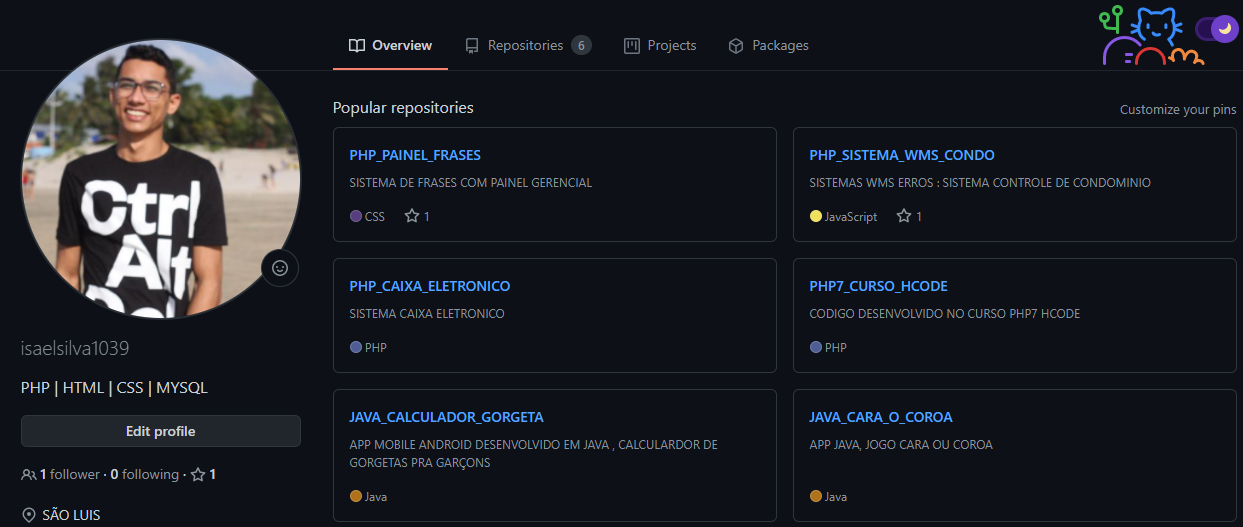 Overview
Repositories 6
Projects
Packages
Popular repositories
Customize your pins
PHP_PAINEL_FRASES
SISTEMA DE FRASES COM PAINEL GERENCIAL
CSS 1
PHP_SISTEMA_WMS_CONDO
SISTEMAS WMS ERROS : SISTEMA CONTROLE DE CONDOMINIO
JavaScript 1
PHP_CAIXA_ELETRONICO
SISTEMA CAIXA ELETRONICO
PHP
PHP7_CURSO_HCODE
CODIGO DESENVOLVIDO NO CURSO PHP7 HCODE
PHP
JAVA_CALCULADOR_GORGETA
APP MOBILE ANDROID DESENVOLVIDO EM JAVA , CALCULARDOR DE
GORGETAS PRA GARÇONS
Java
JAVA_CARA_O_COROA
APP JAVA, JOGO CARA OU COROA
Java
Ctrl
Alt
isaelsilva1039
PHP | HTML | CSS | MYSQL
Edit profile
1 follower · 0 following · 1
SÃO LUIS